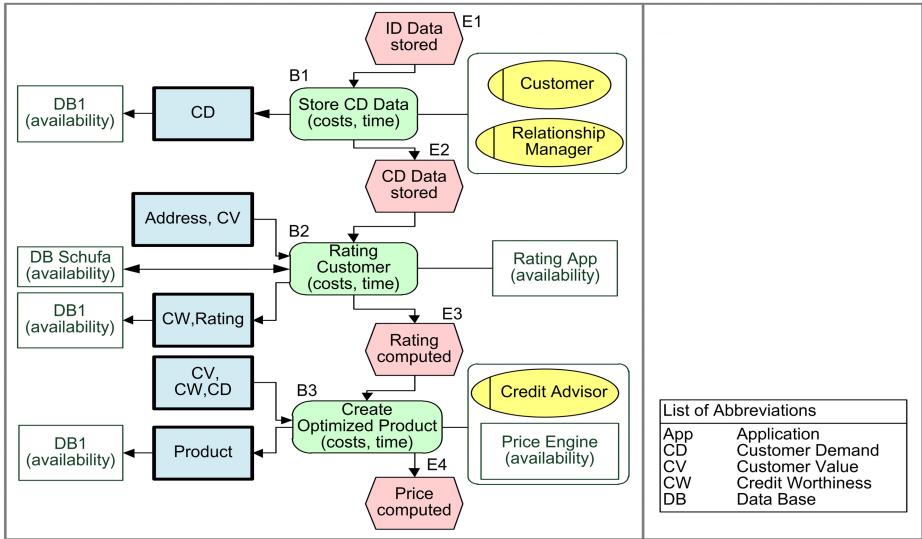 E1
ID Data
stored
B1
Customer
DB1
(availability)
CD
Store CD Data
(costs, time)
Relationship
Manager
E2
CD Data
stored
Address, CV
B2
DB Schufa
(availability)
Rating
Customer
(costs, time)
Rating App
(availability)
DB1
(availability)
CW,Rating
E3
Rating
computed
CV,
CW,CD
B3
Credit Advisor
Create
Optimized Product
(costs, time)
DB1
(availability)
Product
Price Engine
(availability)
E4
Price
computed
List of Abbreviations
App Application
CD Customer Demand
CV Customer Value
CW Credit Worthiness
DB Data Base